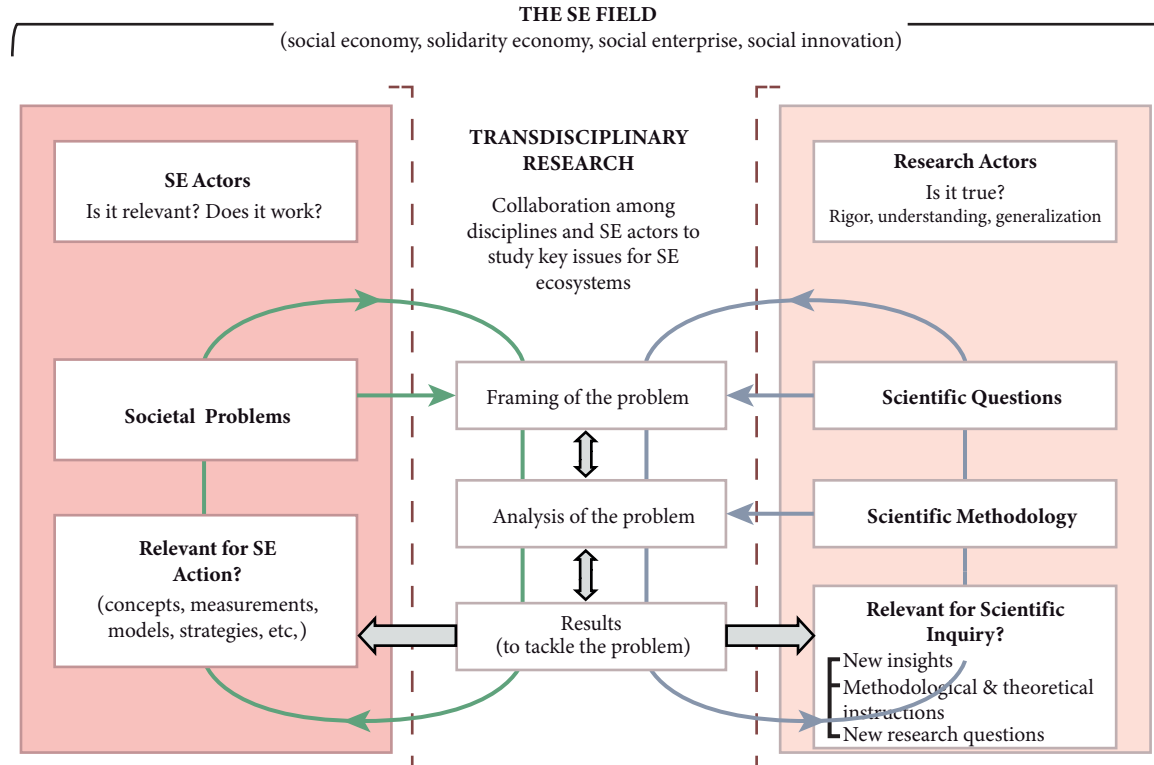 THE SE FIELD
(social economy, solidarity economy, social enterprise, social innovation)
SE Actors
Is it relevant? Does it work?
Societal Problems
Relevant for SE
Action?
(concepts, measurements,
models, strategies, etc,)
TRANSDISCIPLINARY
RESEARCH
Collaboration among
disciplines and SE actors to
study key issues for SE
ecosystems
Framing of the problem
Analysis of the problem
Results
(to tackle the problem)
Research Actors
Is it true?
Rigor, understanding, generalization
Scientific Questions
Scientific Methodology
Relevant for Scientific
Inquiry?
New insights
Methodological & theoretical
instructions
New research questions